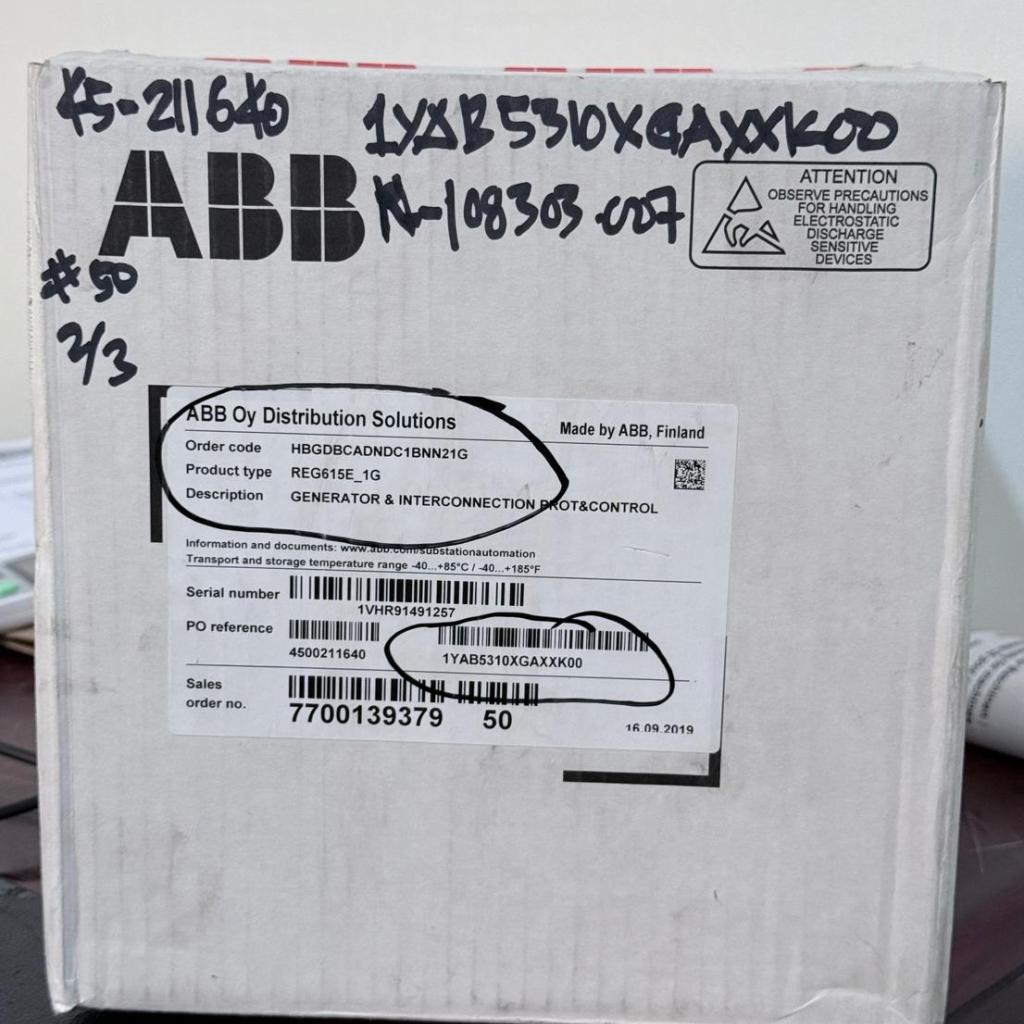 45-211640
1YAB5310XGAXXK00
ABB
N-108303-007
ATTENTION
OBSERVE PRECAUTIONS
FOR HANDLING
ELECTROSTATIC
DISCHARGE
SENSITIVE
DEVICES
#50
2/3
ABB Oy Distribution Solutions
Made by ABB, Finland
Order code HBGDBCADNDC1BNN21G
Product type REG615E_1G
Description GENERATOR & INTERCONNECTION PROT&CONTROL
Information and documents: www.abb.com/substationautomation
Transport and storage temperature range -40...+85°C / -40...+185°F
Serial number
1VHR91491257
PO reference
4500211640 1YAB5310XGAXXK00
Sales
order no.
7700139379 50
16.09.2019